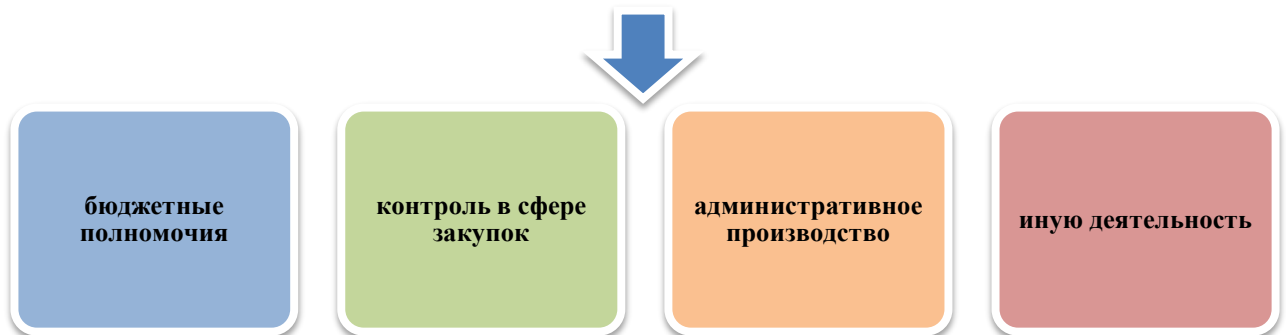 бюджетные
полномочия
контроль в сфере
закупок
административное
производство
иную деятельность